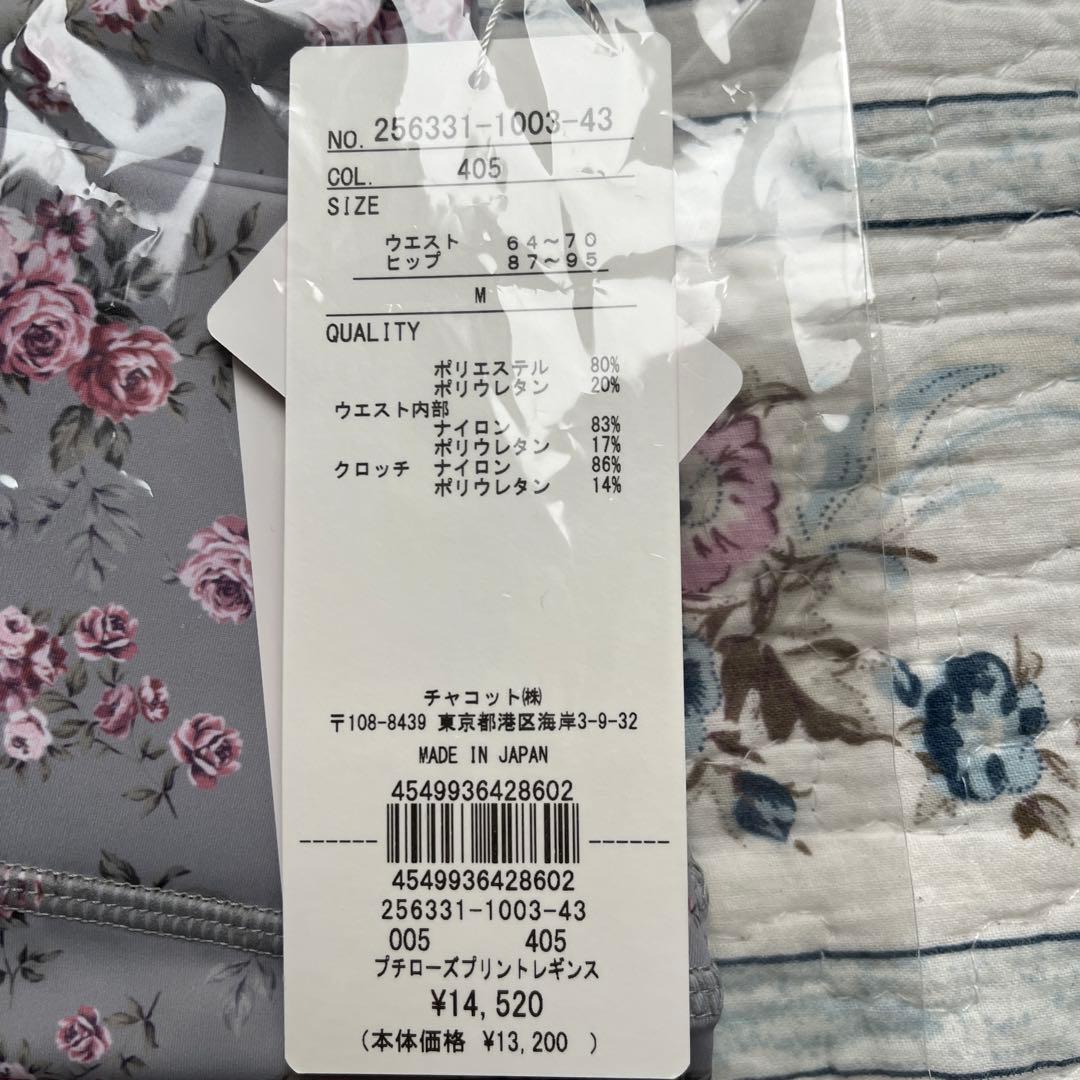 NO. 256331-1003-43
COL. 405
SIZE
ウエスト 64～70
ヒップ 87～95
M
QUALITY
ポリエステル 80%
ポリウレタン 20%
ウエスト内部
ナイロン 83%
ポリウレタン 17%
クロッチ ナイロン 86%
ポリウレタン 14%
チャコット㈱
〒108-8439 東京都港区海岸3-9-32
MADE IN JAPAN
4549936428602
4549936428602
256331-1003-43
005 405
プチローズプリントレギンス
¥14,520
(本体価格 ¥13,200 )